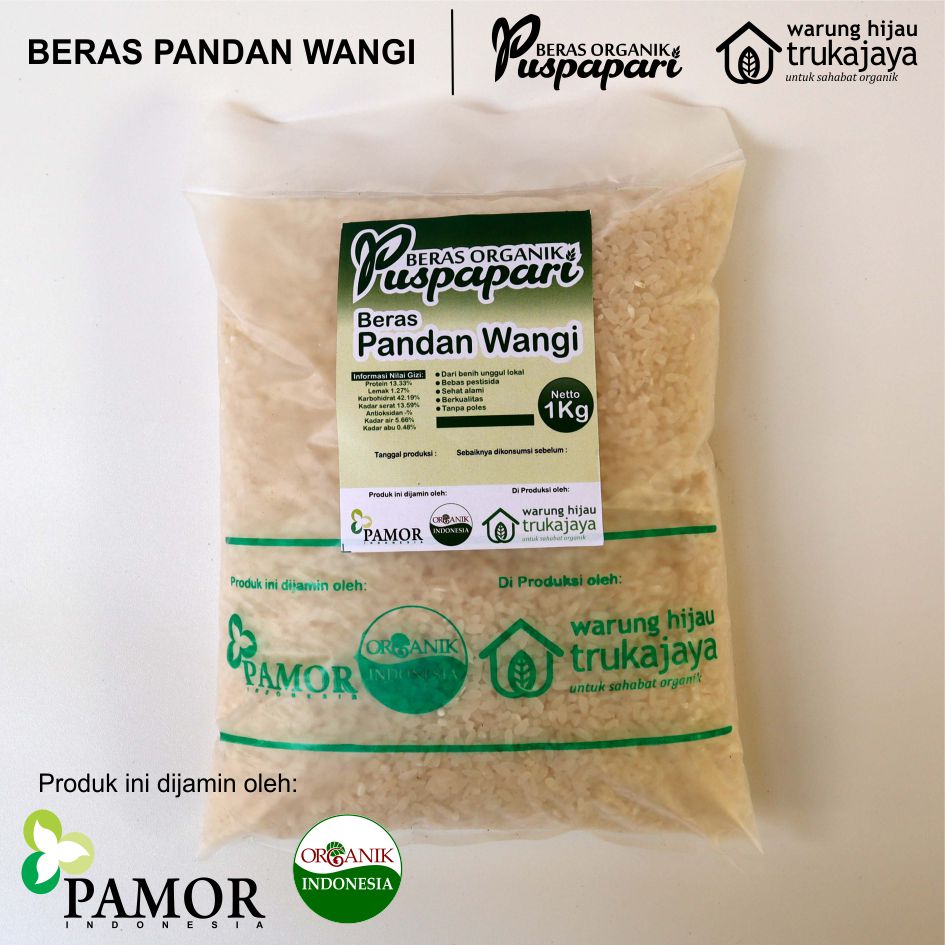 BERAS PANDAN WANGI
BERAS ORGANIK
Puspapari
warung hijau
trukajaya
untuk sahabat organik
BERAS ORGANIK
Puspapari
Beras
Pandan Wangi
Informasi Nilai Gizi:
Protein 13.33%
Lemak 1.27%
Karbohidrat 42.19%
Kadar serat 13.59%
Antioksidan -%
Kadar air 5.66%
Kadar abu 0.48%
• Dari benih unggul lokal
• Bebas pestisida
• Sehat alami
• Berkualitas
• Tanpa poles
Netto
1Kg
Tanggal produksi : Sebaiknya dikonsumsi sebelum :
Produk ini dijamin oleh: Di Produksi oleh:
PAMOR
INDONESIA
ORGANIK
INDONESIA
warung hijau
trukajaya
untuk sahabat organik
Produk ini dijamin oleh: Di Produksi oleh:
PAMOR
INDONESIA
ORGANIK
INDONESIA
warung hijau
trukajaya
untuk sahabat organik
Produk ini dijamin oleh:
PAMOR
INDONESIA
ORGANIK
INDONESIA